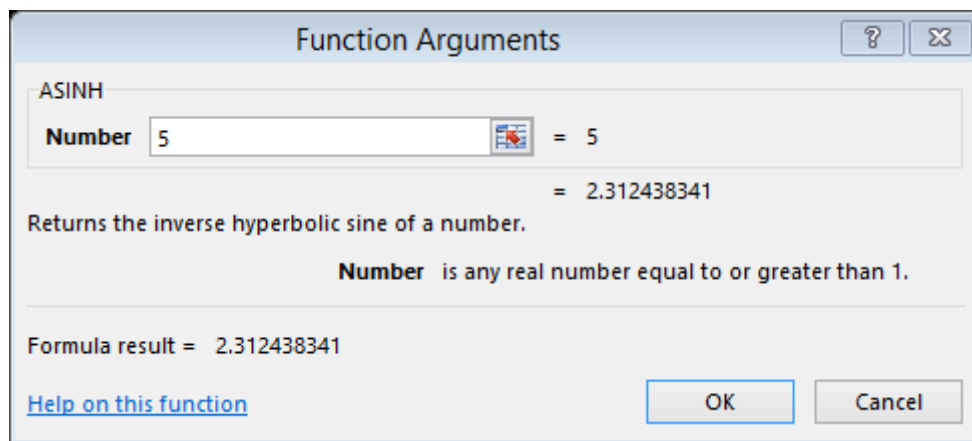 Function Arguments
ASINH
Number 5 = 5
= 2.312438341
Returns the inverse hyperbolic sine of a number.
Number is any real number equal to or greater than 1.
Formula result = 2.312438341
Help on this function OK Cancel